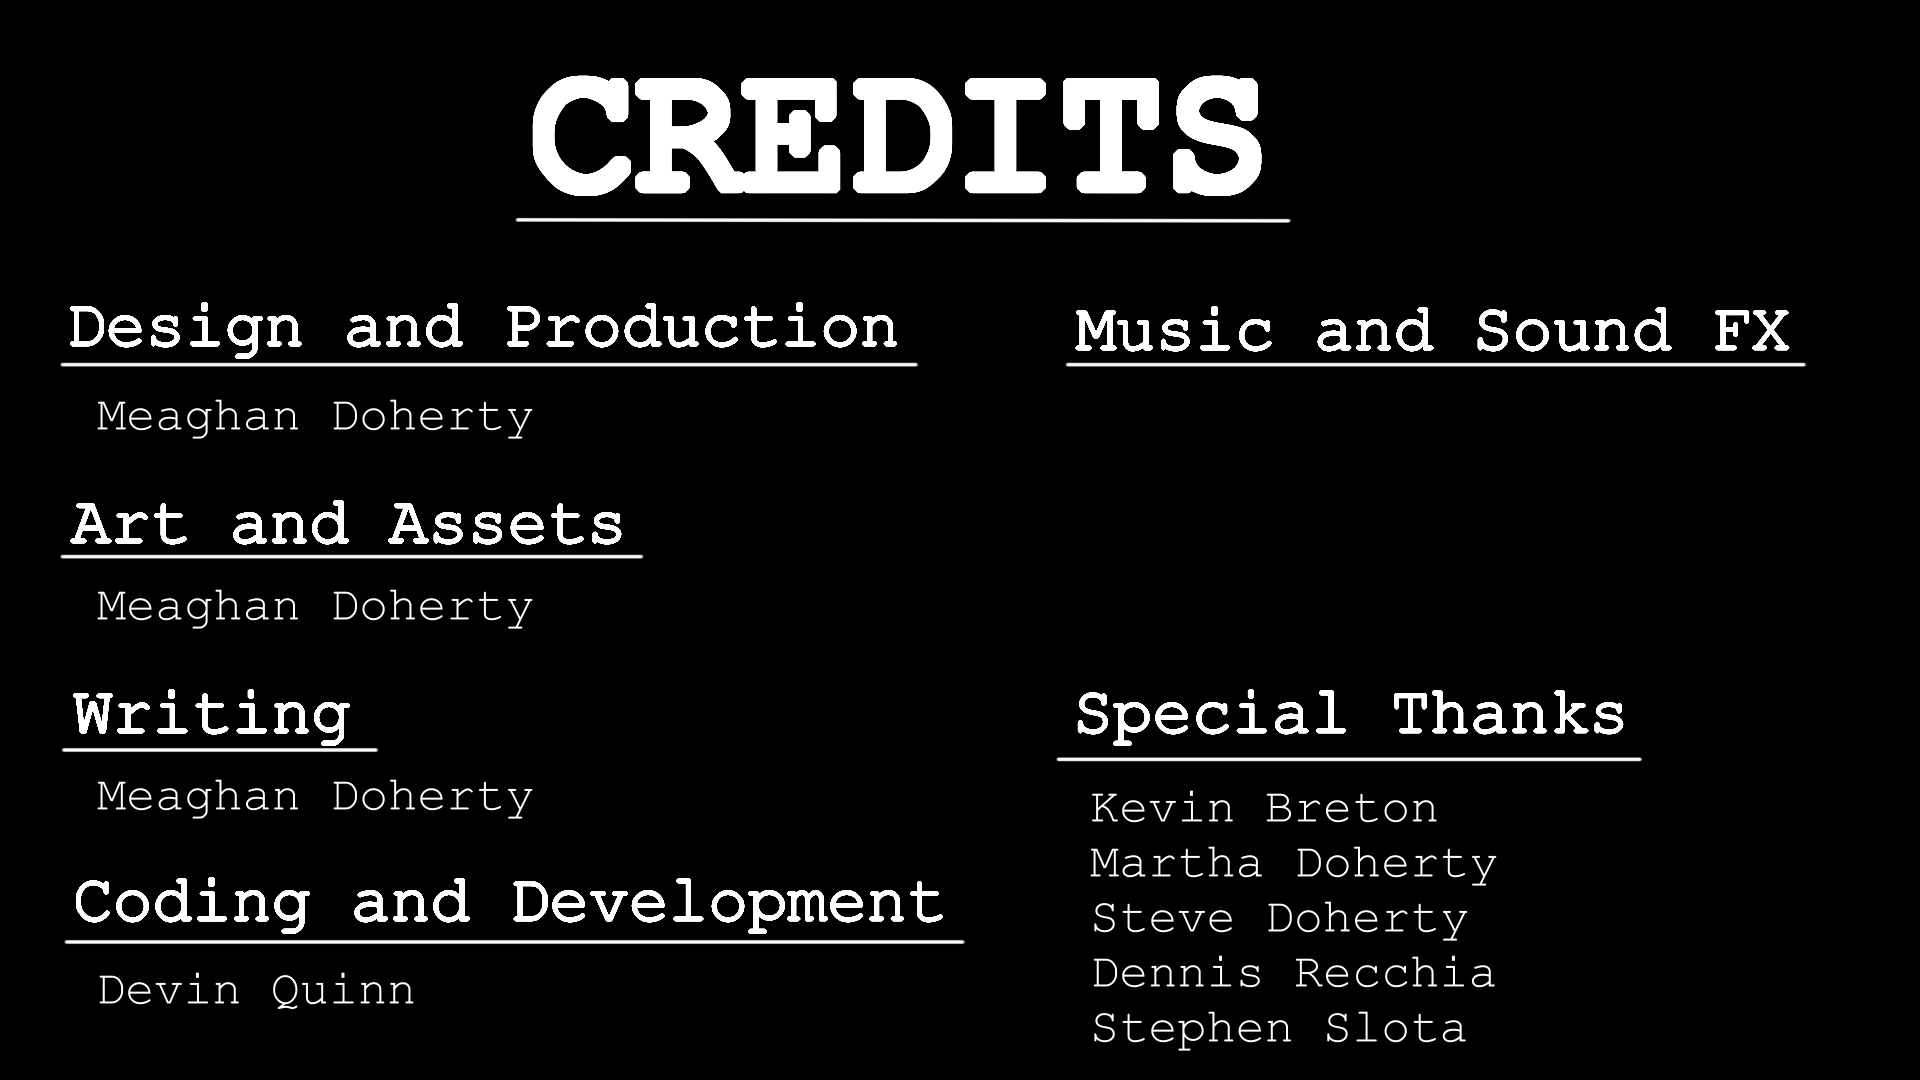 CREDITS
Design and Production
Meaghan Doherty
Art and Assets
Meaghan Doherty
Writing
Meaghan Doherty
Coding and Development
Devin Quinn
Music and Sound FX
Special Thanks
Kevin Breton
Martha Doherty
Steve Doherty
Dennis Recchia
Stephen Slota